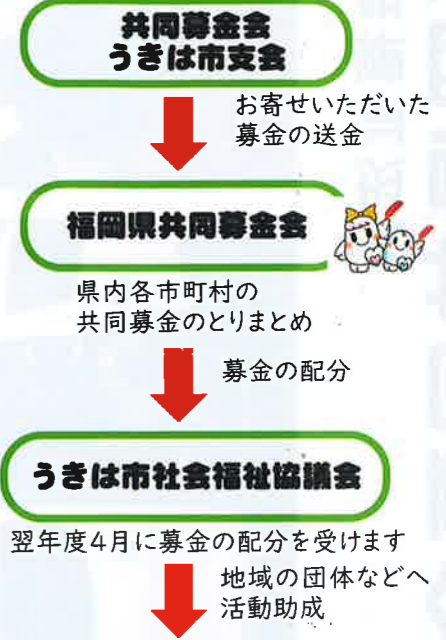 共同募金会
うきは市支会
お寄せいただいた
募金の送金
福岡県共同募金会
県内各市町村の
共同募金のとりまとめ
募金の配分
うきは市社会福祉協議会
翌年度4月に募金の配分を受けます
地域の団体などへ
活動助成